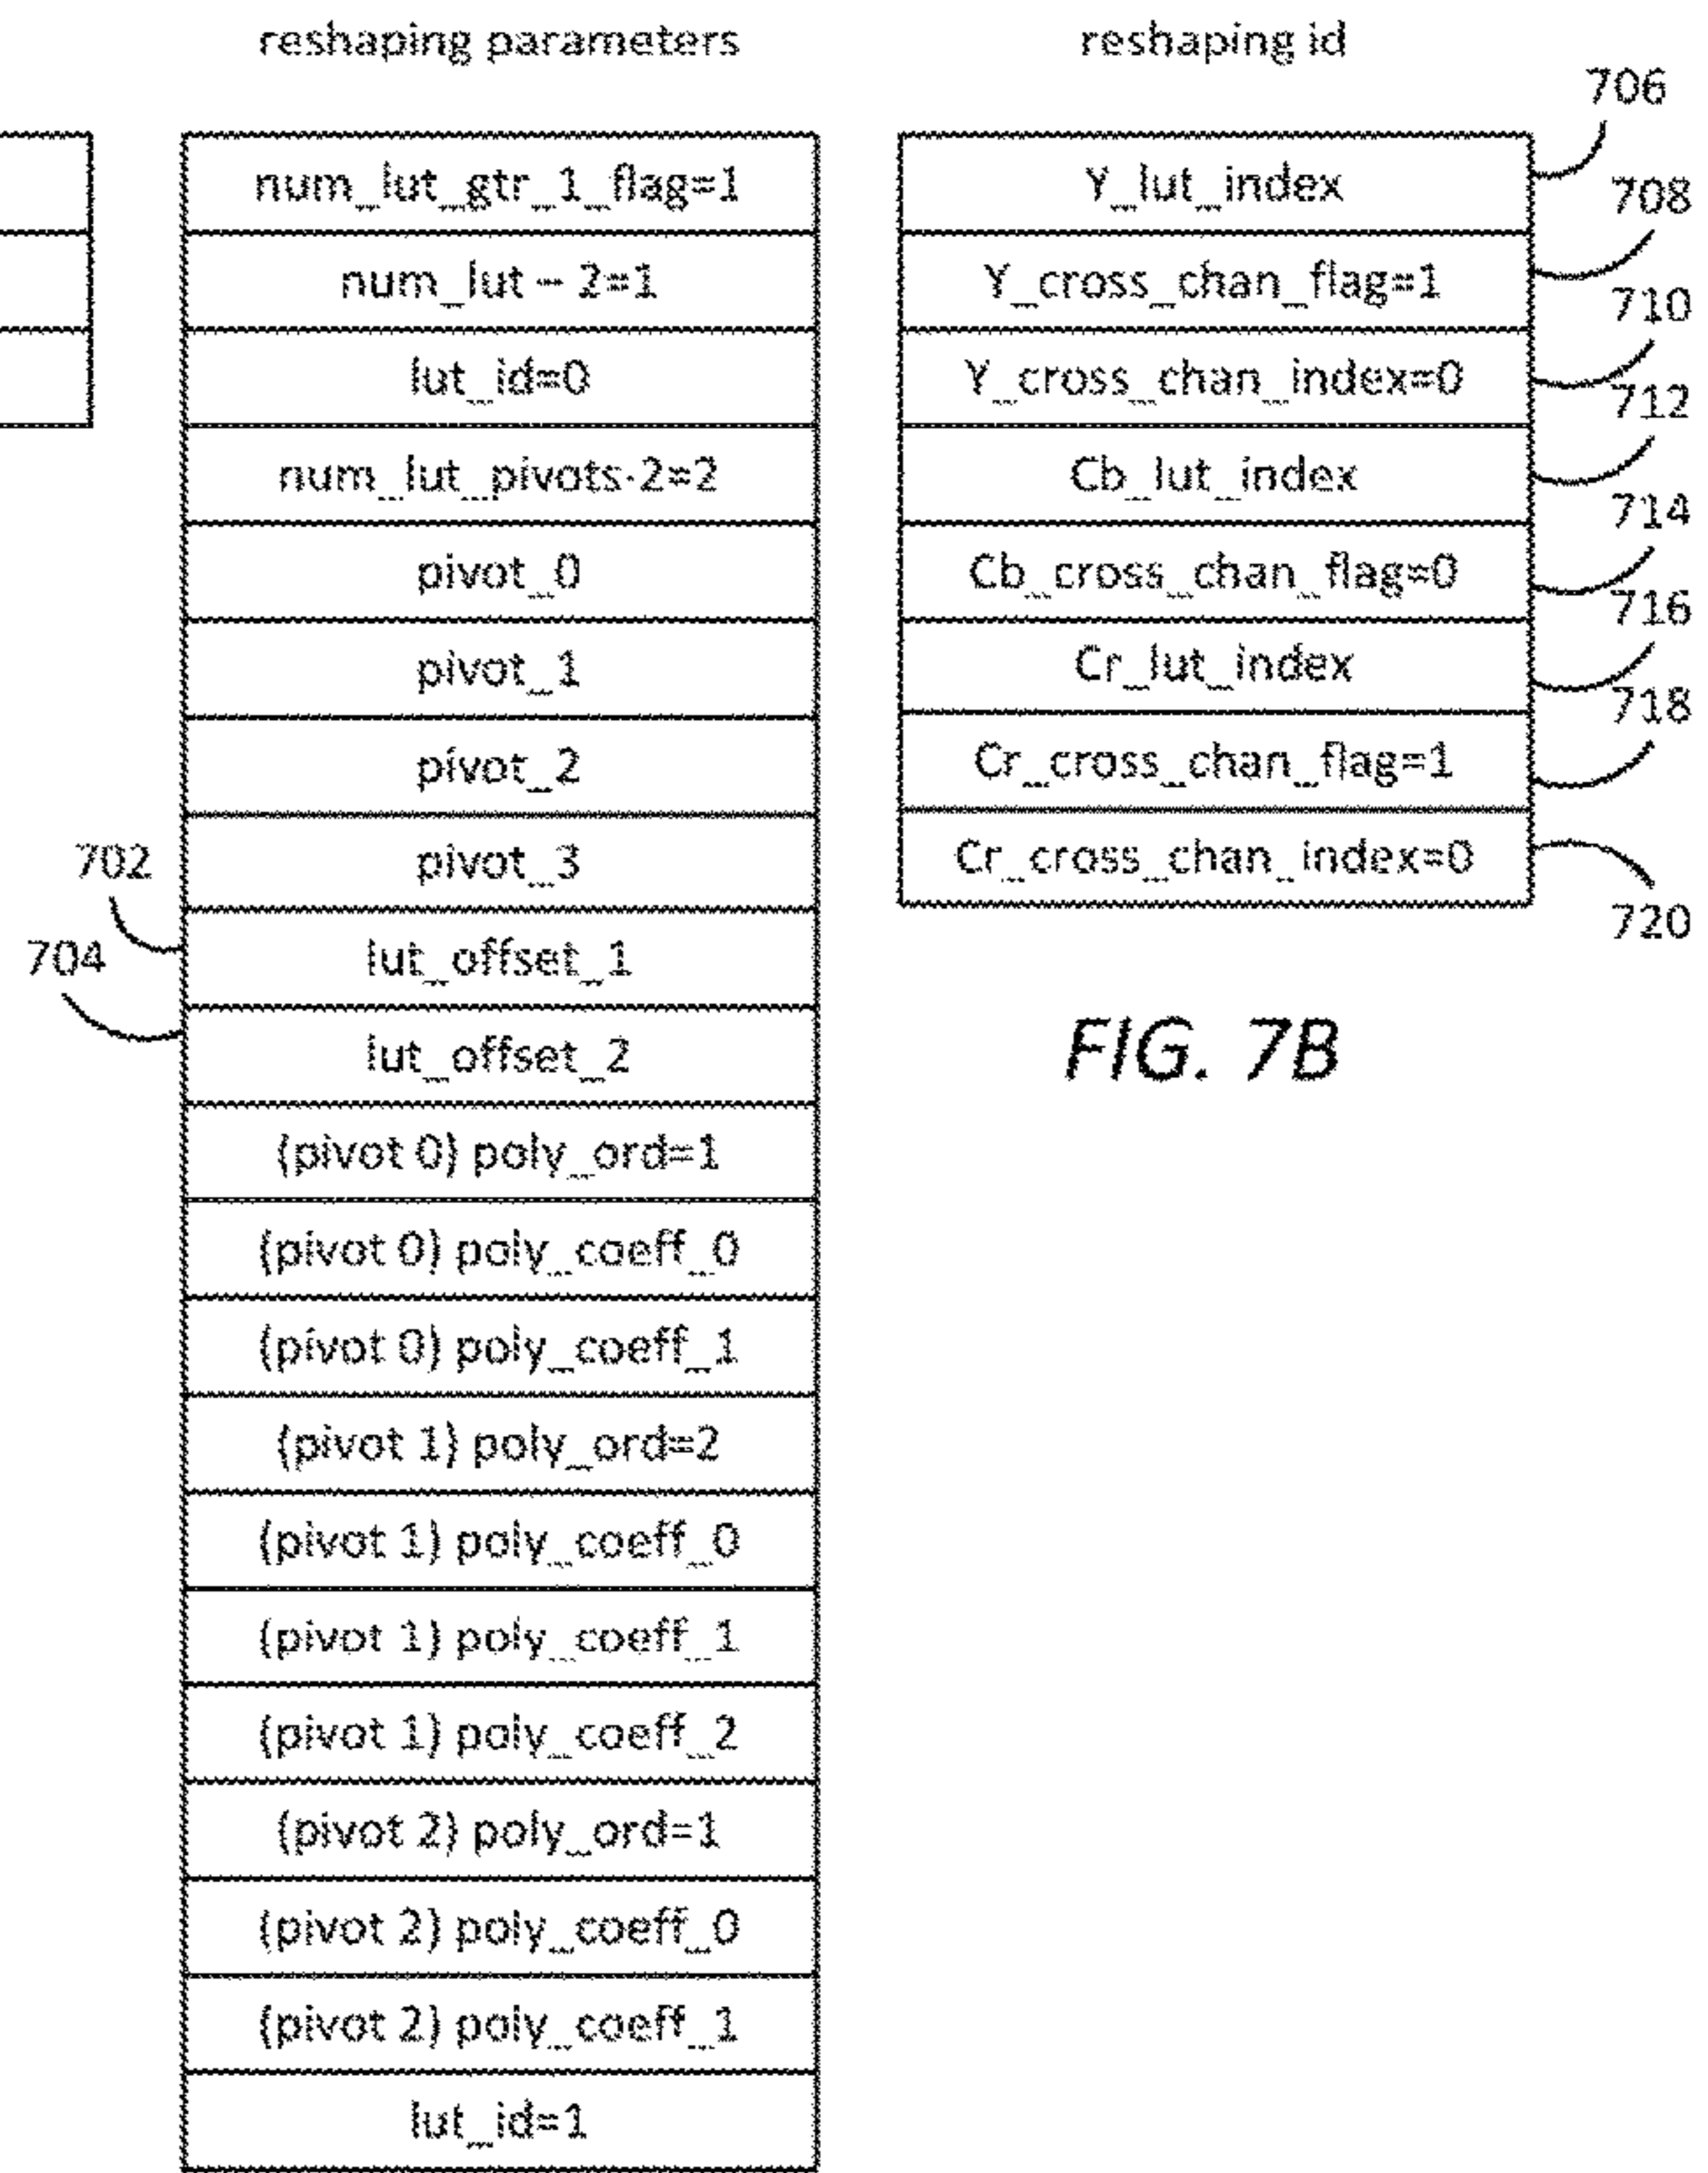 reshaping parameters
num_lut_gtr_1_flag=1
num_lut - 2=1
lut_id=0
num_lut_pivots-2=2
pivot_0
pivot_1
pivot_2
pivot_3
702
lut_offset_1
704
lut_offset_2
(pivot 0) poly_ord=1
(pivot 0) poly_coeff_0
(pivot 0) poly_coeff_1
(pivot 1) poly_ord=2
(pivot 1) poly_coeff_0
(pivot 1) poly_coeff_1
(pivot 1) poly_coeff_2
(pivot 2) poly_ord=1
(pivot 2) poly_coeff_0
(pivot 2) poly_coeff_1
lut_id=1
reshaping id
706
Y_lut_index
708
Y_cross_chan_flag=1
710
Y_cross_chan_index=0
712
Cb_lut_index
714
Cb_cross_chan_flag=0
716
Cr_lut_index
718
Cr_cross_chan_flag=1
Cr_cross_chan_index=0
720
FIG. 7B